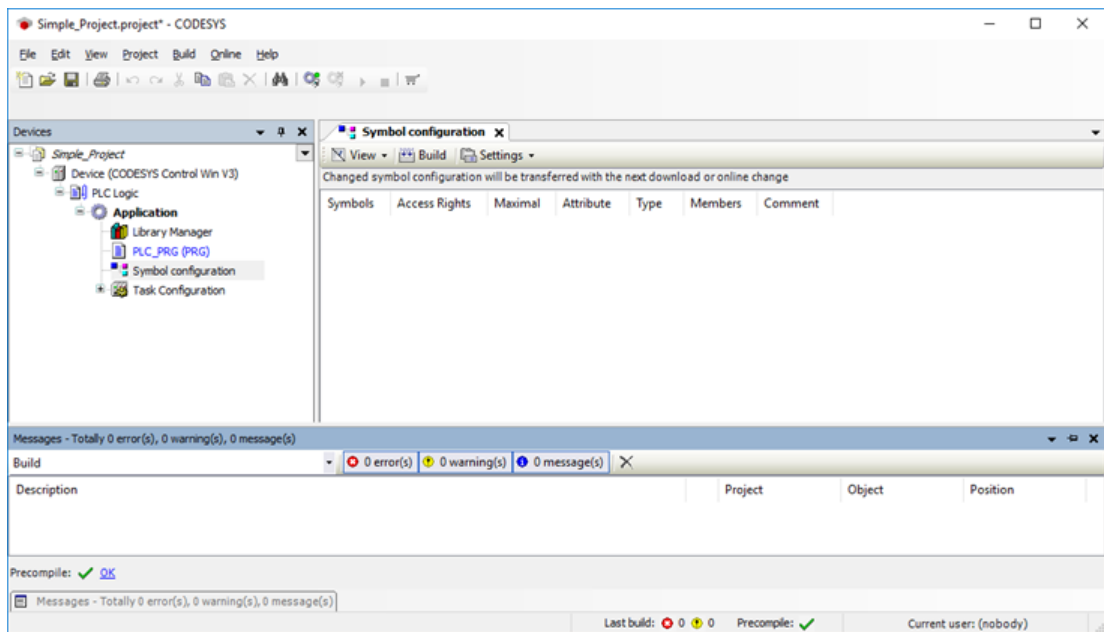 Simple_Project.project* - CODESYS
File Edit View Project Build Online Help
Devices
Symbol configuration
Simple_Project
Device (CODESYS Control Win V3)
PLC Logic
Application
Library Manager
PLC_PRG (PRG)
Symbol configuration
Task Configuration
View Build Settings
Changed symbol configuration will be transferred with the next download or online change
Symbols Access Rights Maximal Attribute Type Members Comment
Messages - Totally 0 error(s), 0 warning(s), 0 message(s)
Build 0 error(s) 0 warning(s) 0 message(s)
Description Project Object Position
Precompile: OK
Messages - Totally 0 error(s), 0 warning(s), 0 message(s)
Last build: 0 0 Precompile: Current user: (nobody)